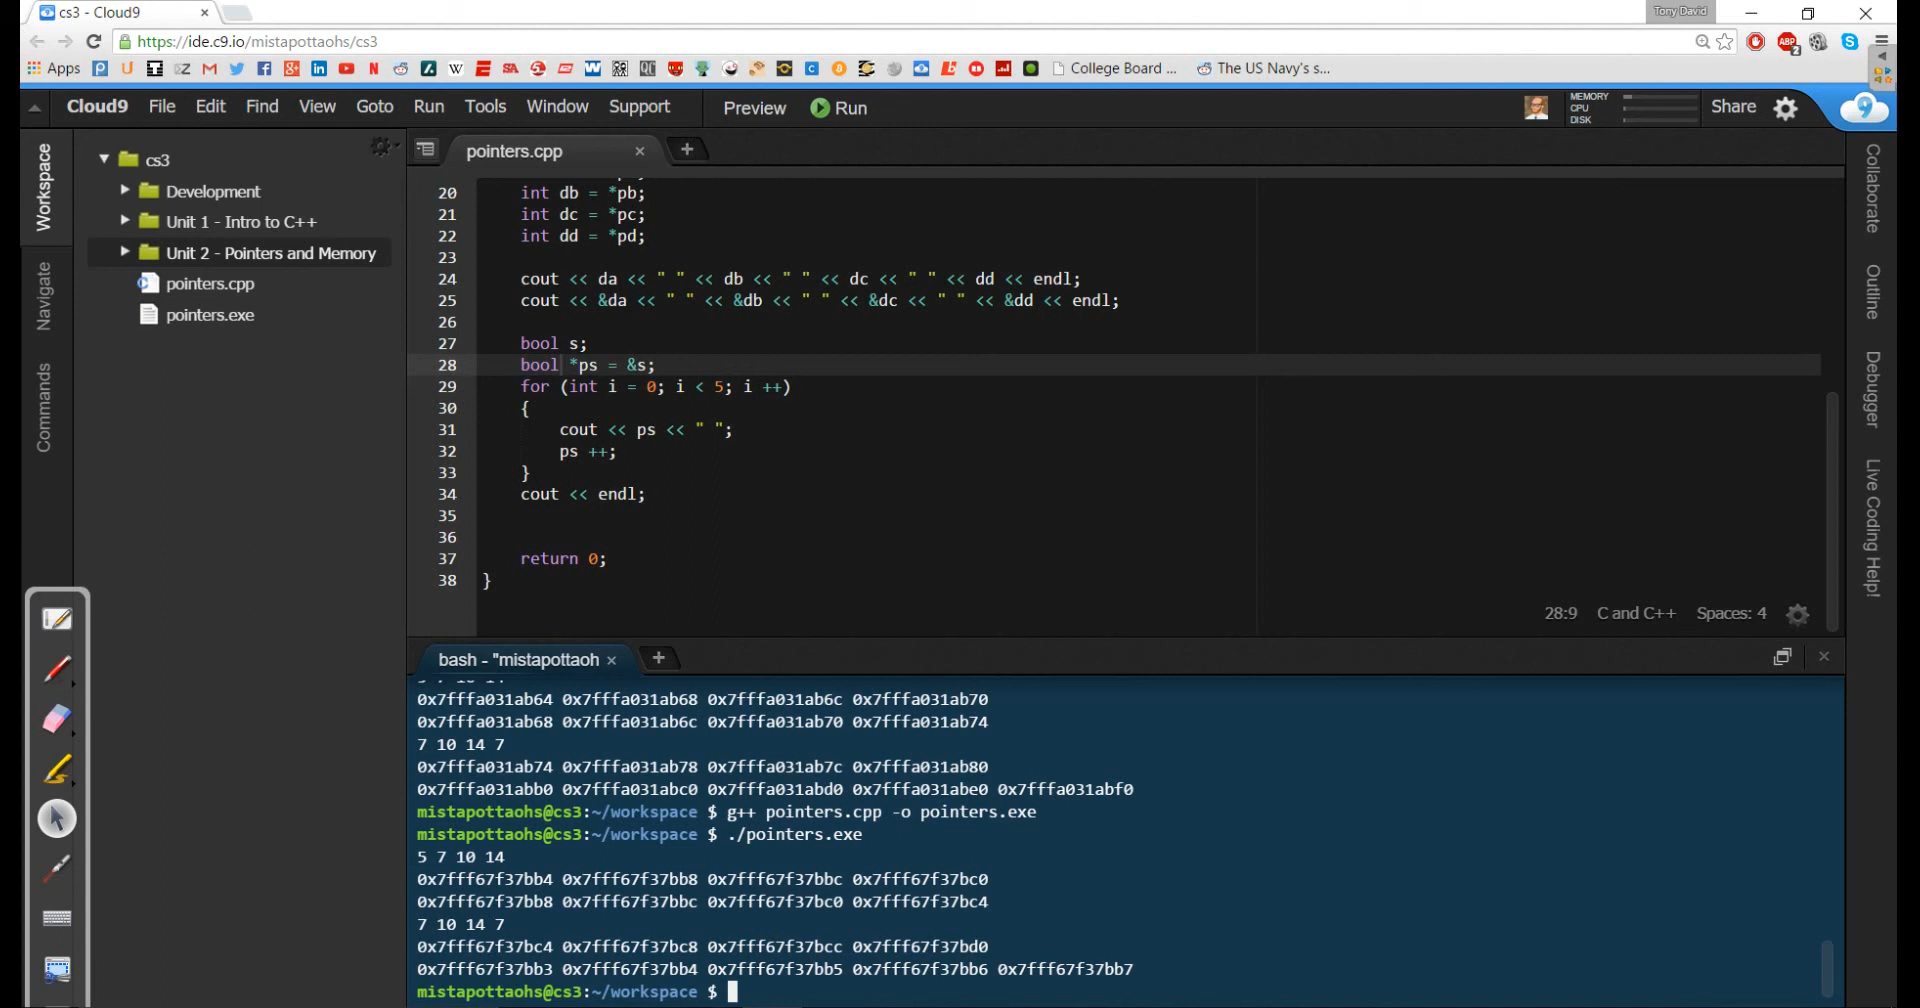 cs3 - Cloud9
Tony David
https://ide.c9.io/mistapottaohs/cs3
Apps
College Board ...
The US Navy's s...
Cloud9 File Edit Find View Goto Run Tools Window Support Preview Run
MEMORY
CPU
DISK
Share
Workspace
Navigate
Commands
cs3
Development
Unit 1 - Intro to C++
Unit 2 - Pointers and Memory
pointers.cpp
pointers.exe
pointers.cpp
20 int db = *pb;
21 int dc = *pc;
22 int dd = *pd;
23
24 cout << da << " " << db << " " << dc << " " << dd << endl;
25 cout << &da << " " << &db << " " << &dc << " " << &dd << endl;
26
27 bool s;
28 bool *ps = &s;
29 for (int i = 0; i < 5; i ++)
30 {
31 cout << ps << " ";
32 ps ++;
33 }
34 cout << endl;
35
36
37 return 0;
38 }
28:9 C and C++ Spaces: 4
Collaborate
Outline
Debugger
Live Coding Help!
bash - "mistapottaoh
0x7fffa031ab64 0x7fffa031ab68 0x7fffa031ab6c 0x7fffa031ab70
0x7fffa031ab68 0x7fffa031ab6c 0x7fffa031ab70 0x7fffa031ab74
7 10 14 7
0x7fffa031ab74 0x7fffa031ab78 0x7fffa031ab7c 0x7fffa031ab80
0x7fffa031abb0 0x7fffa031abc0 0x7fffa031abd0 0x7fffa031abe0 0x7fffa031abf0
mistapottaohs@cs3:~/workspace $ g++ pointers.cpp -o pointers.exe
mistapottaohs@cs3:~/workspace $ ./pointers.exe
5 7 10 14
0x7fff67f37bb4 0x7fff67f37bb8 0x7fff67f37bbc 0x7fff67f37bc0
0x7fff67f37bb8 0x7fff67f37bbc 0x7fff67f37bc0 0x7fff67f37bc4
7 10 14 7
0x7fff67f37bc4 0x7fff67f37bc8 0x7fff67f37bcc 0x7fff67f37bd0
0x7fff67f37bb3 0x7fff67f37bb4 0x7fff67f37bb5 0x7fff67f37bb6 0x7fff67f37bb7
mistapottaohs@cs3:~/workspace $